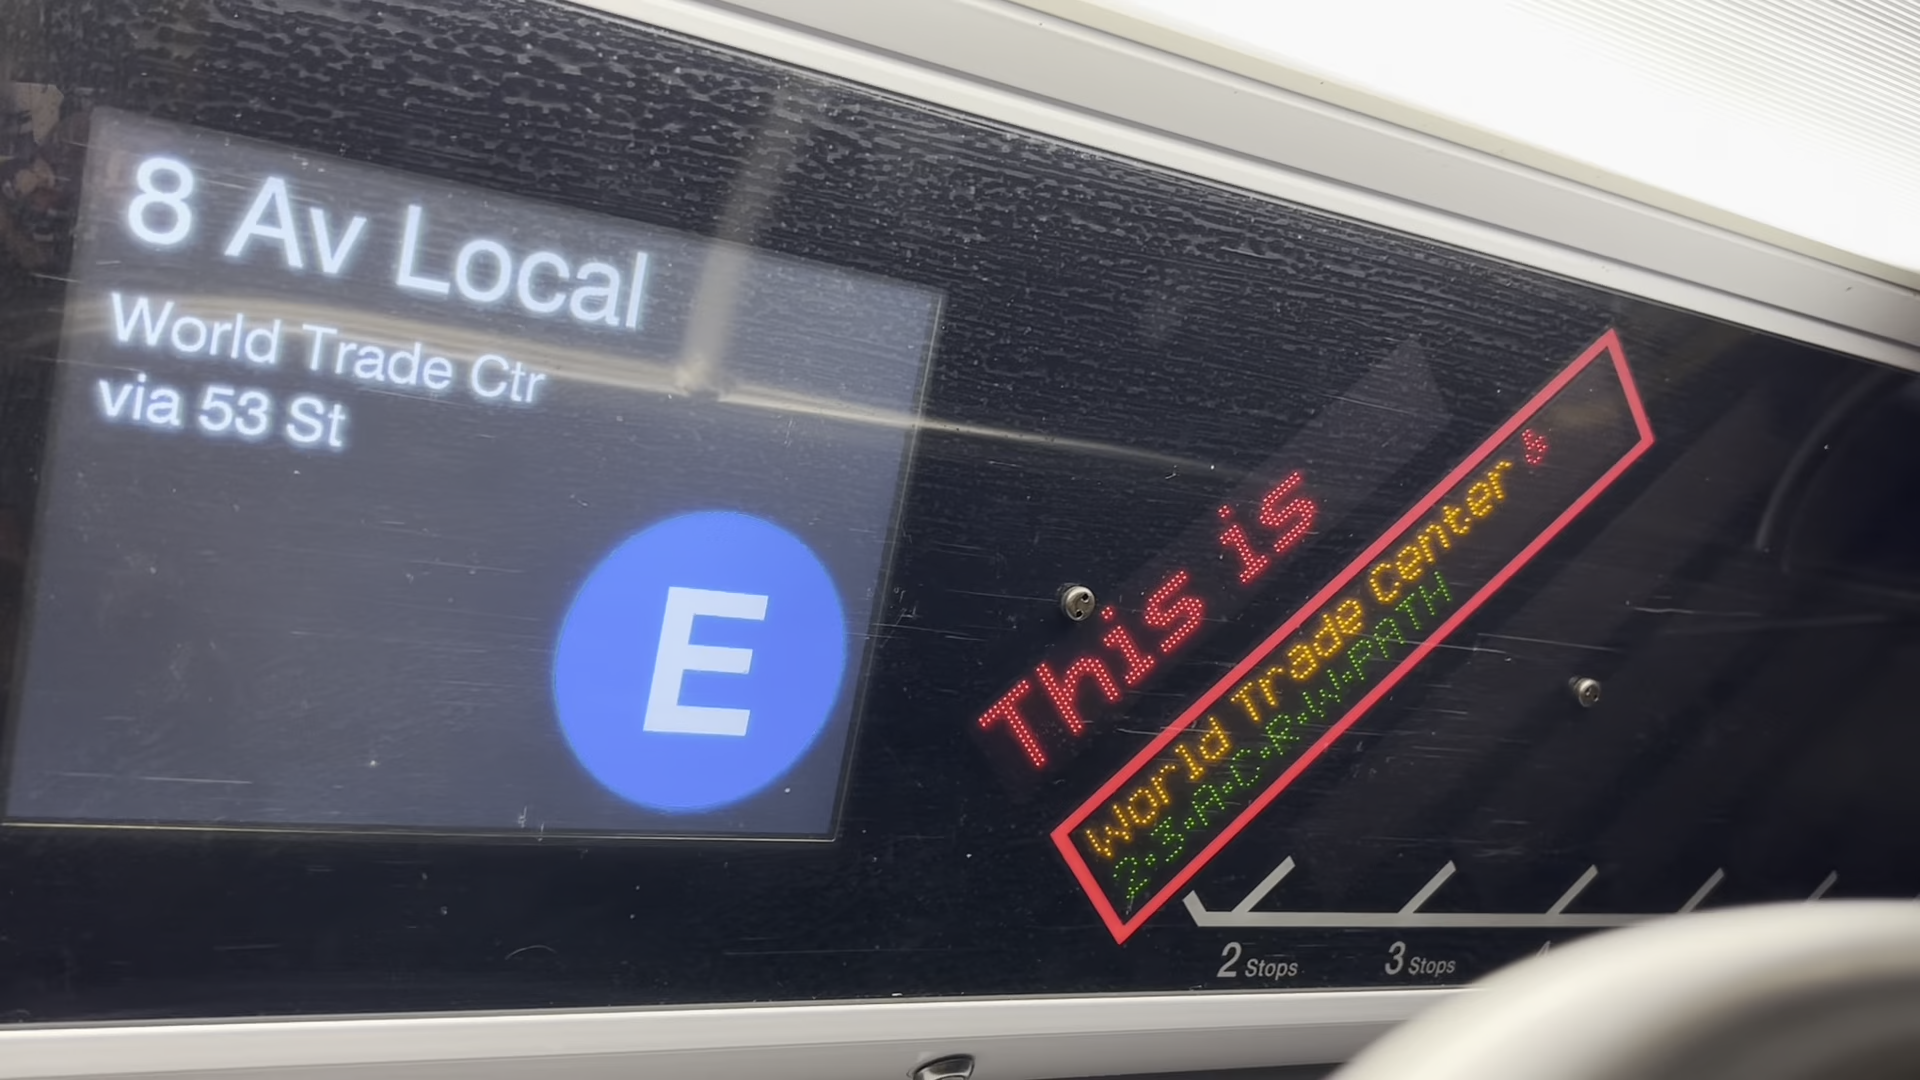 8 Av Local
World Trade Ctr
via 53 St
E
This is
World Trade Center ♿
2•3•A•C•R•W•PATH
2 Stops
3 Stops
4